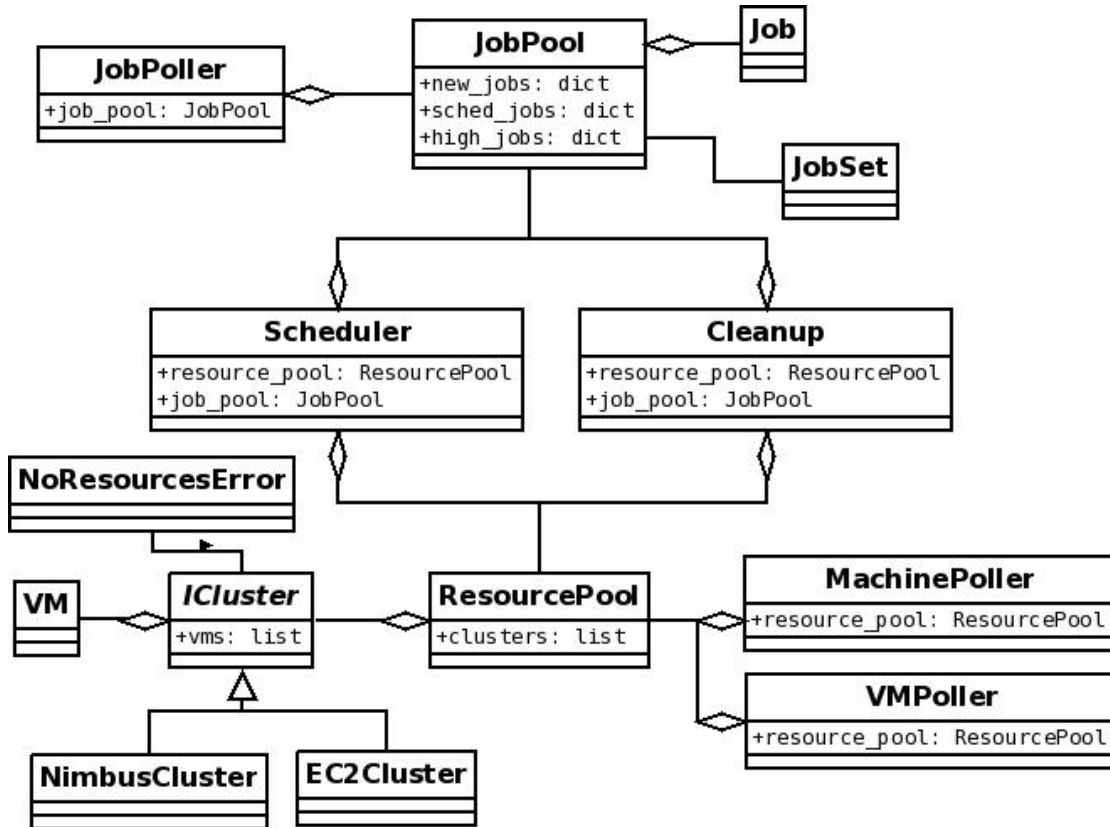 JobPool
+new_jobs: dict
+sched_jobs: dict
+high_jobs: dict
Job
JobPoller
+job_pool: JobPool
JobSet
Scheduler
+resource_pool: ResourcePool
+job_pool: JobPool
Cleanup
+resource_pool: ResourcePool
+job_pool: JobPool
NoResourcesError
VM
ICluster
+vms: list
ResourcePool
+clusters: list
MachinePoller
+resource_pool: ResourcePool
VMPoller
+resource_pool: ResourcePool
NimbusCluster
EC2Cluster